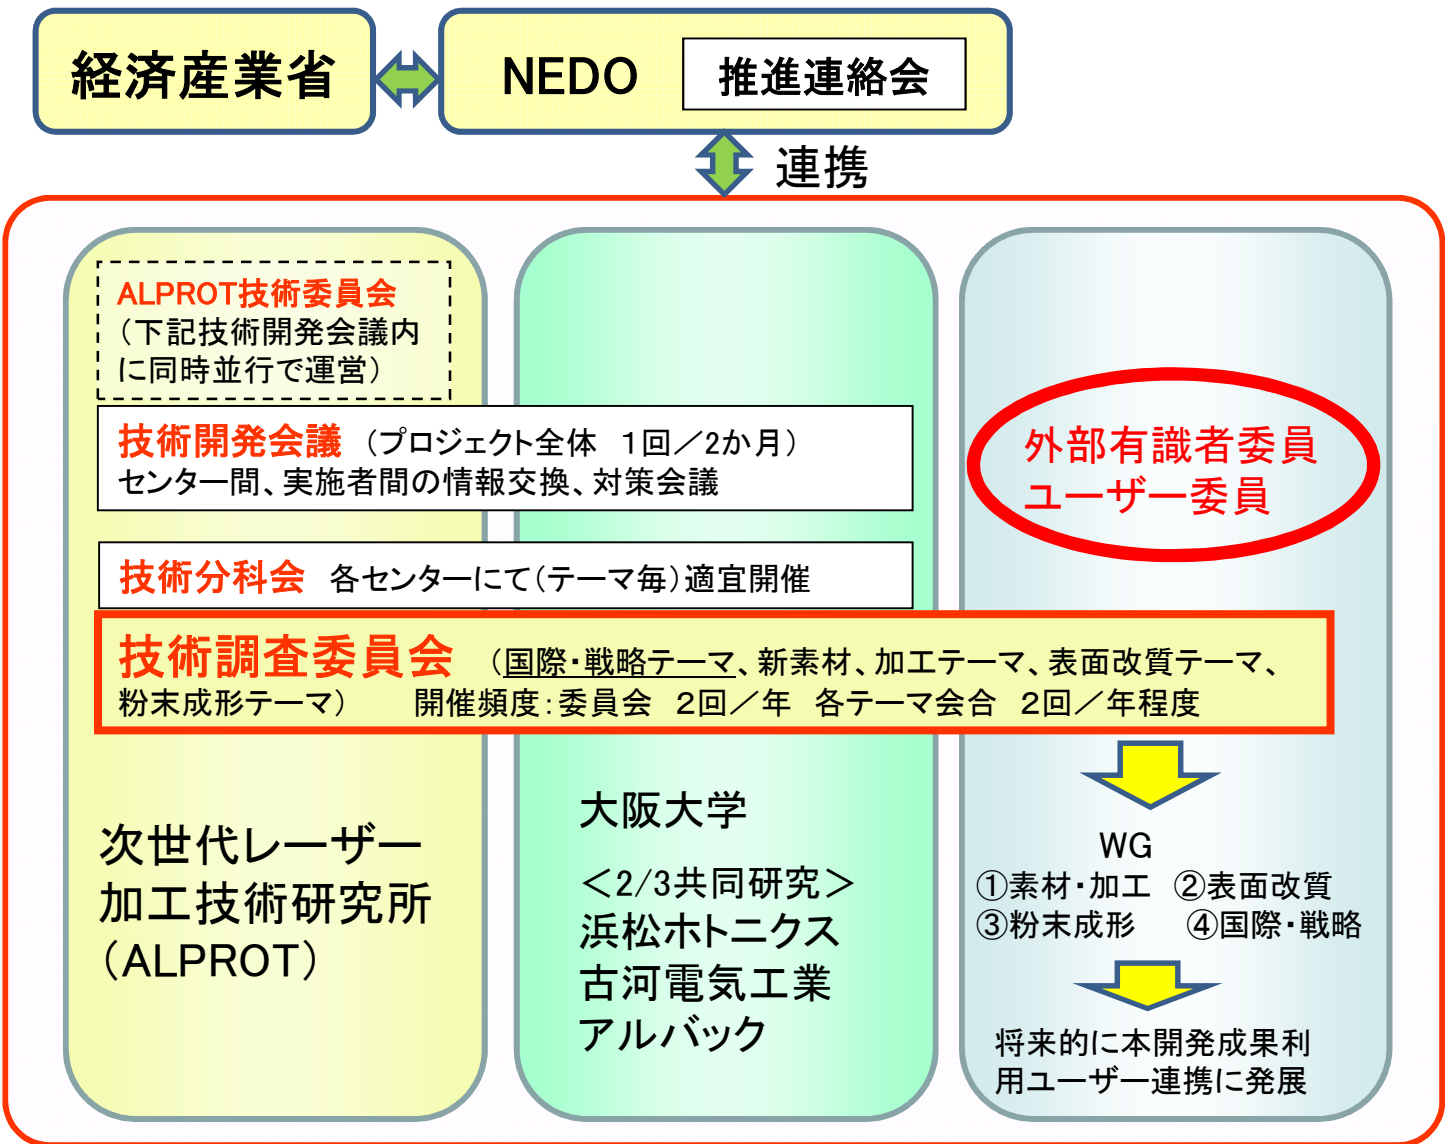 経済産業省
NEDO
推進連絡会
連携
ALPROT技術委員会
（下記技術開発会議内
に同時並行で運営）
技術開発会議 （プロジェクト全体 １回／2か月）
センター間、実施者間の情報交換、対策会議
技術分科会 各センターにて（テーマ毎）適宜開催
技術調査委員会 （国際・戦略テーマ、新素材、加工テーマ、表面改質テーマ、
粉末成形テーマ） 開催頻度：委員会 ２回／年 各テーマ会合 ２回／年程度
次世代レーザー
加工技術研究所
（ALPROT）
大阪大学
＜2/3共同研究＞
浜松ホトニクス
古河電気工業
アルバック
外部有識者委員
ユーザー委員
WG
①素材・加工 ②表面改質
③粉末成形 ④国際・戦略
将来的に本開発成果利
用ユーザー連携に発展